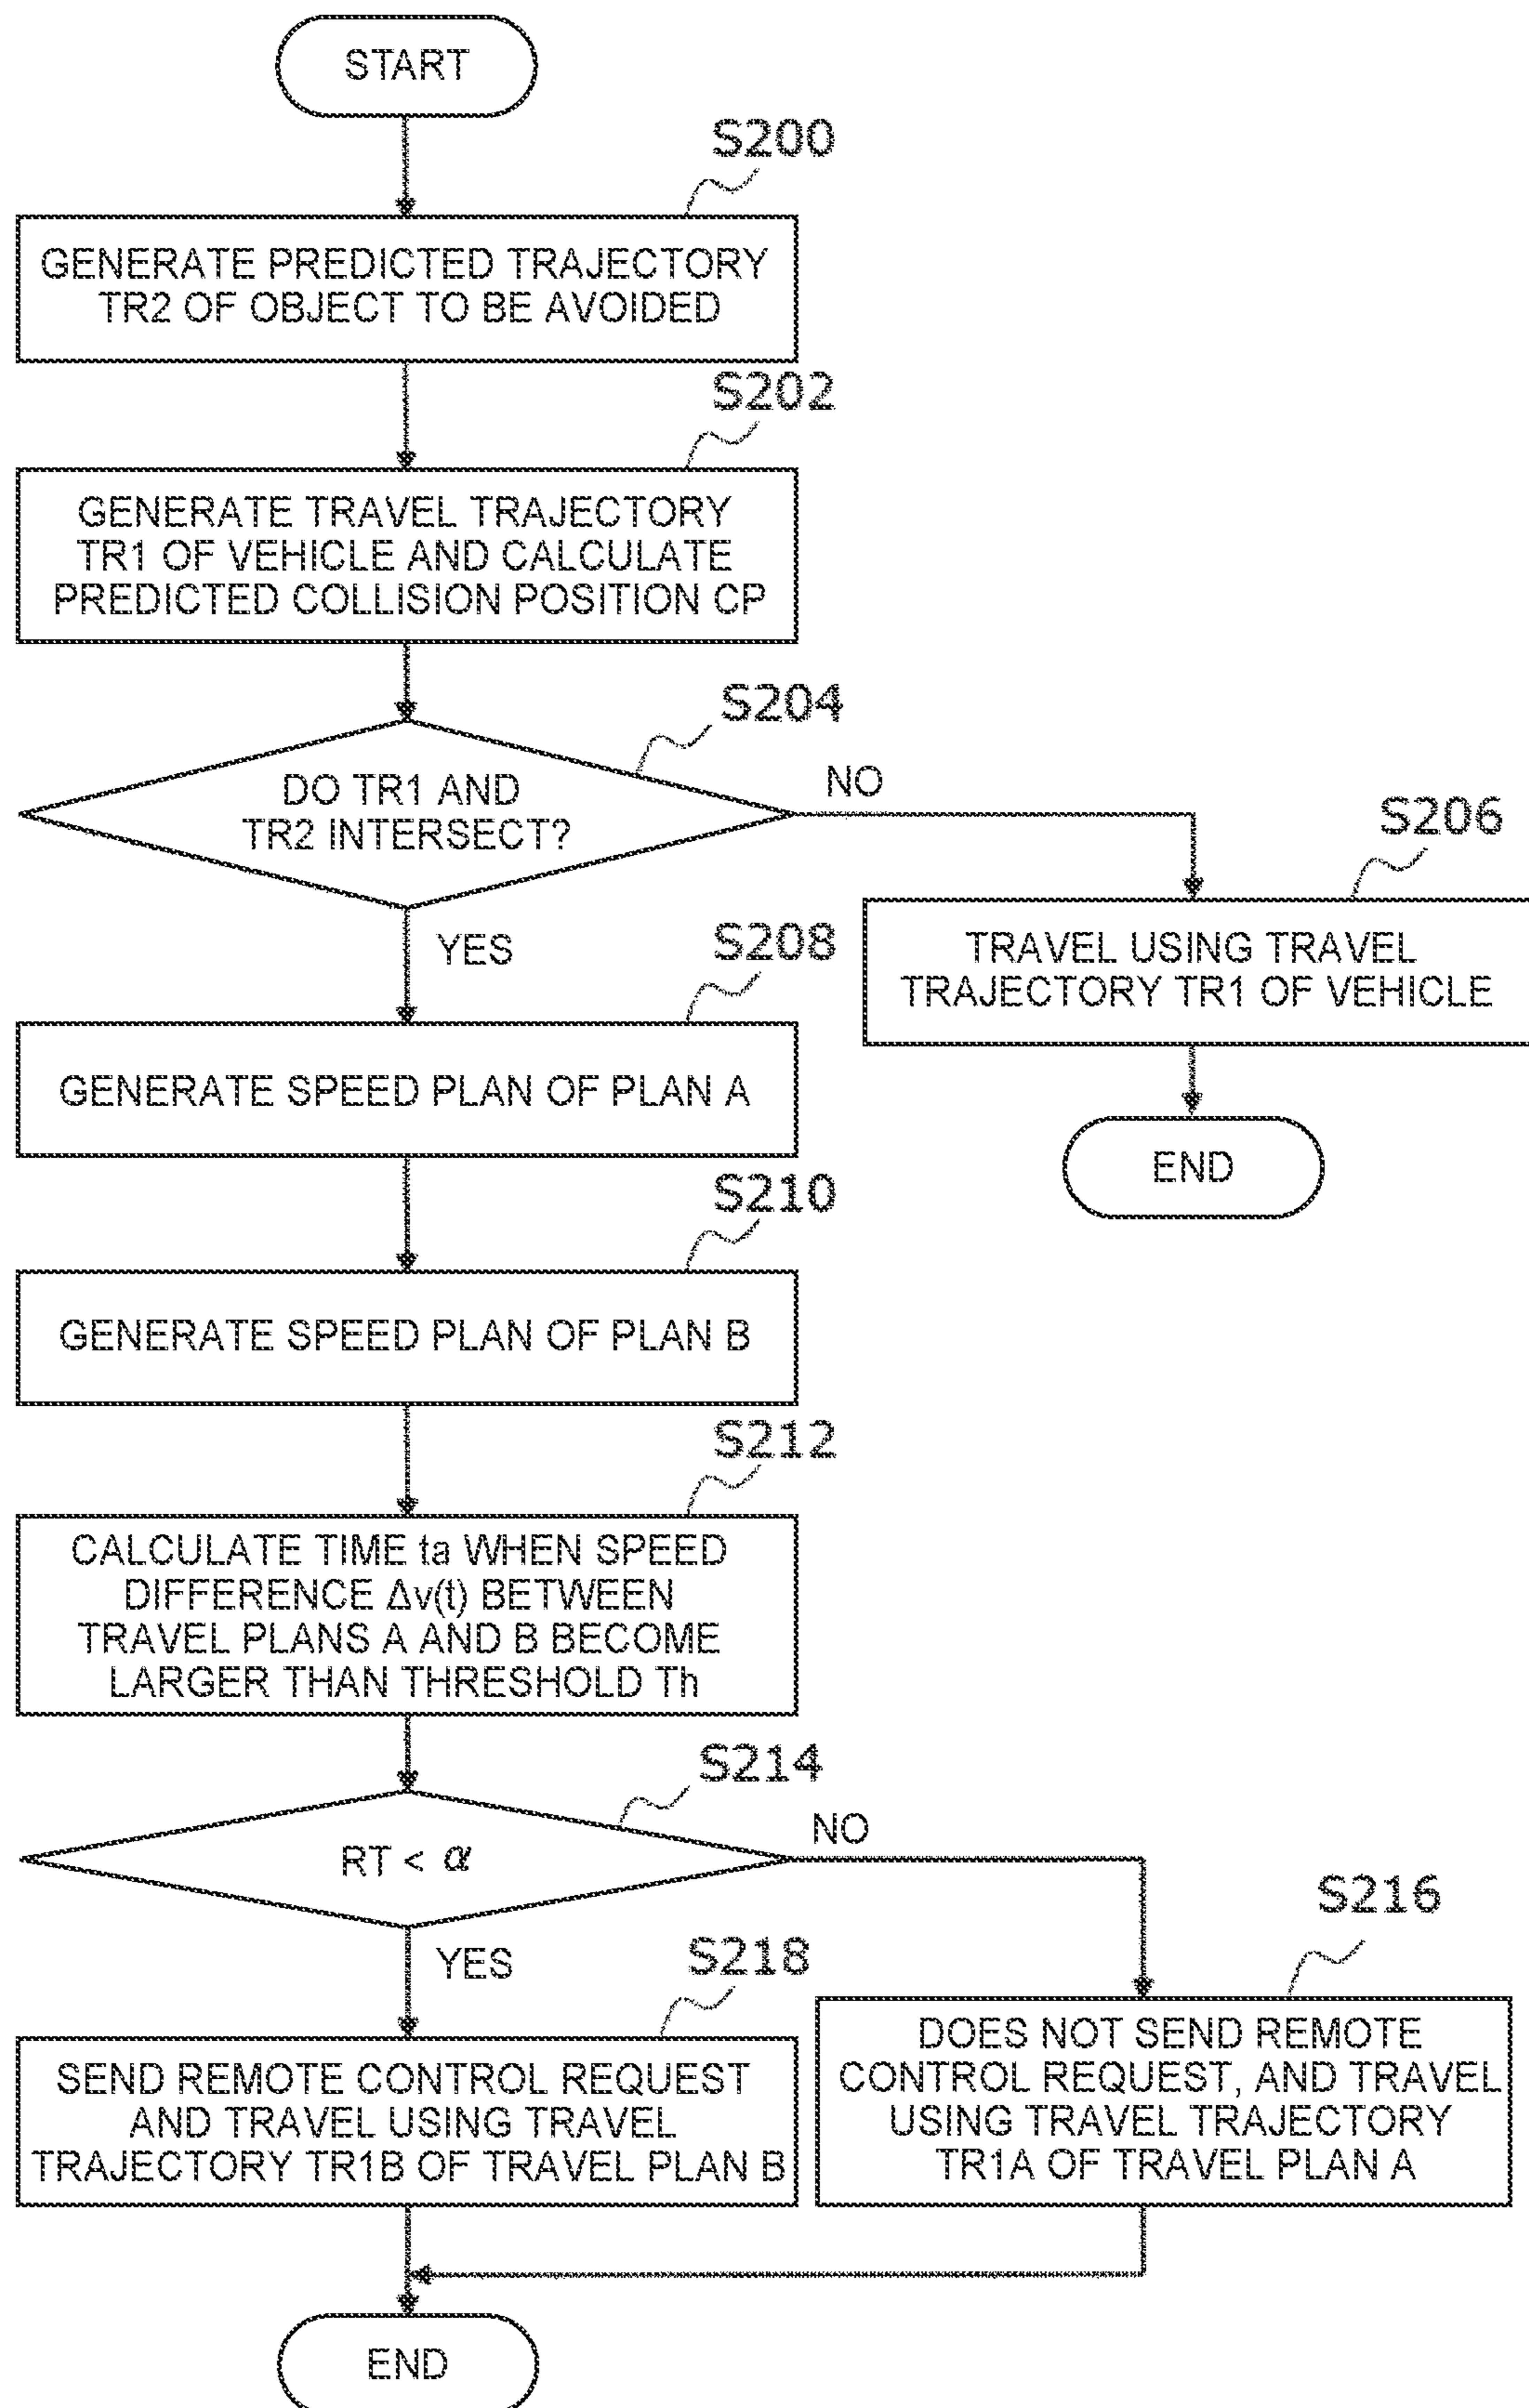 START
S200
GENERATE PREDICTED TRAJECTORY
TR2 OF OBJECT TO BE AVOIDED
S202
GENERATE TRAVEL TRAJECTORY
TR1 OF VEHICLE AND CALCULATE
PREDICTED COLLISION POSITION CP
S204
DO TR1 AND
TR2 INTERSECT?
NO
S206
TRAVEL USING TRAVEL
TRAJECTORY TR1 OF VEHICLE
END
YES
S208
GENERATE SPEED PLAN OF PLAN A
S210
GENERATE SPEED PLAN OF PLAN B
S212
CALCULATE TIME ta WHEN SPEED
DIFFERENCE Δv(t) BETWEEN
TRAVEL PLANS A AND B BECOME
LARGER THAN THRESHOLD Th
S214
RT < α
NO
S216
DOES NOT SEND REMOTE
CONTROL REQUEST, AND TRAVEL
USING TRAVEL TRAJECTORY
TR1A OF TRAVEL PLAN A
YES
S218
SEND REMOTE CONTROL REQUEST
AND TRAVEL USING TRAVEL
TRAJECTORY TR1B OF TRAVEL PLAN B
END